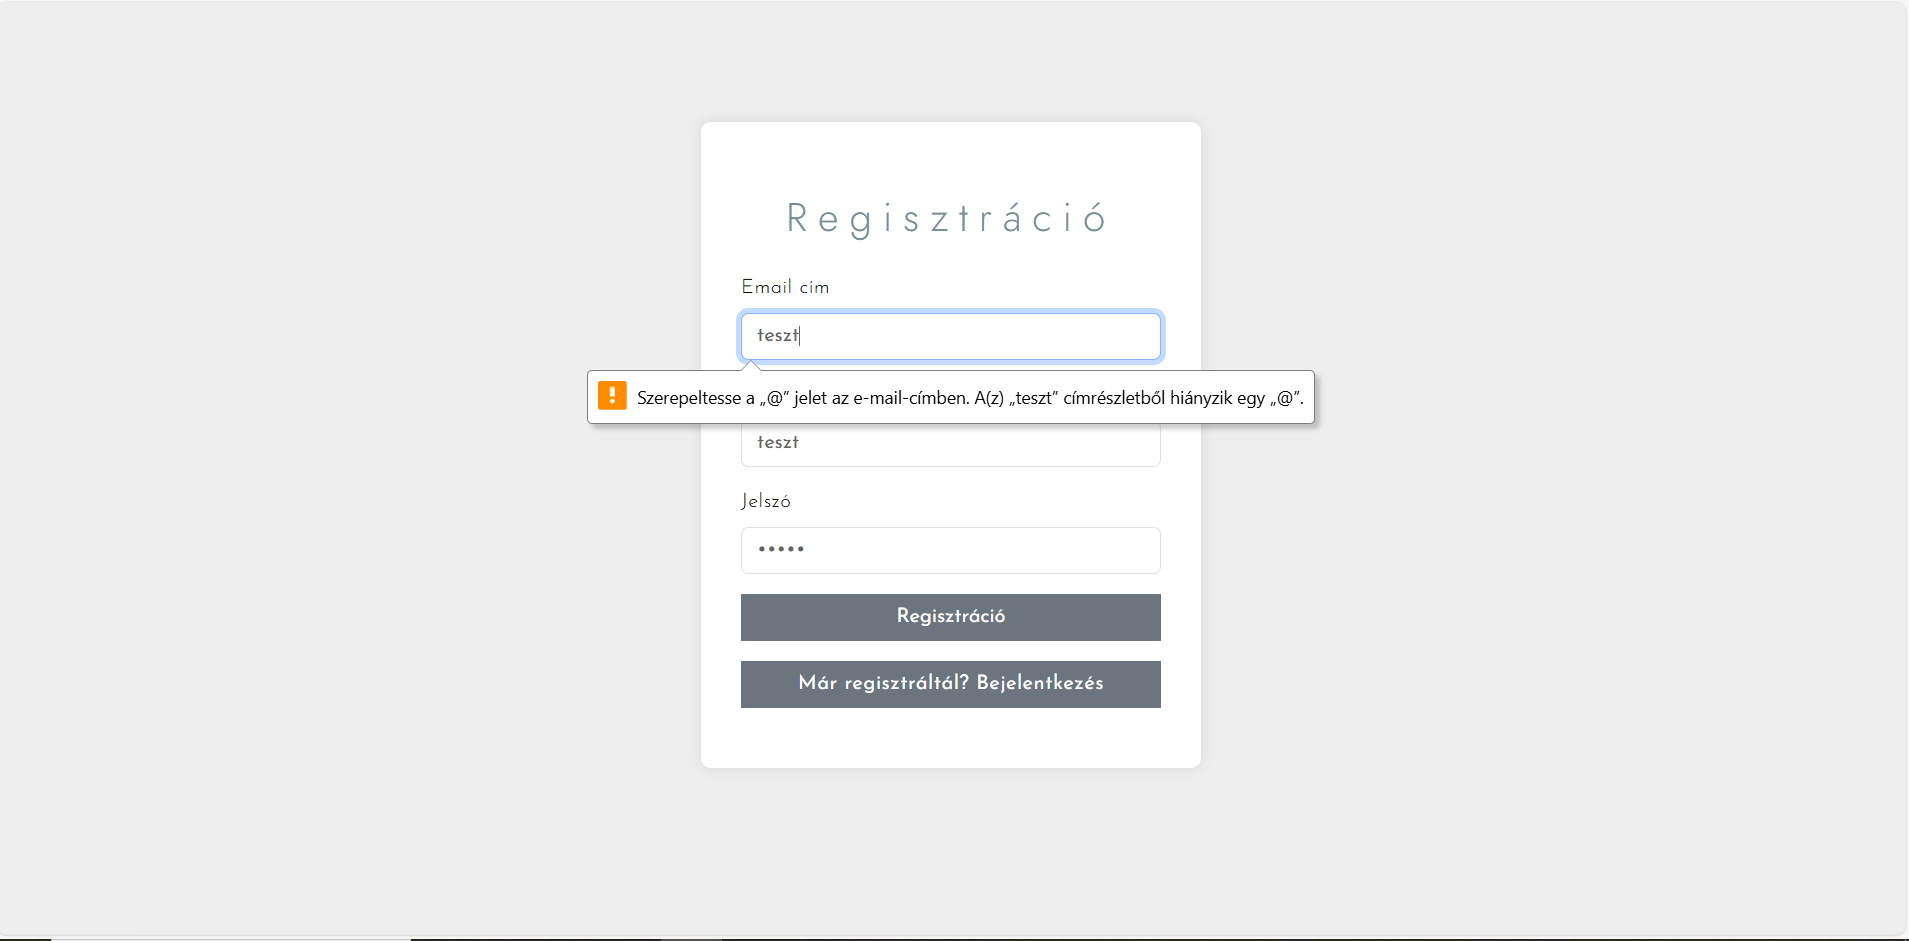 Regisztráció
Email cím
teszt
Szerepeltesse a „@” jelet az e-mail-címben. A(z) „teszt” címrészletből hiányzik egy „@”.
teszt
Jelszó
•••••
Regisztráció
Már regisztráltál? Bejelentkezés